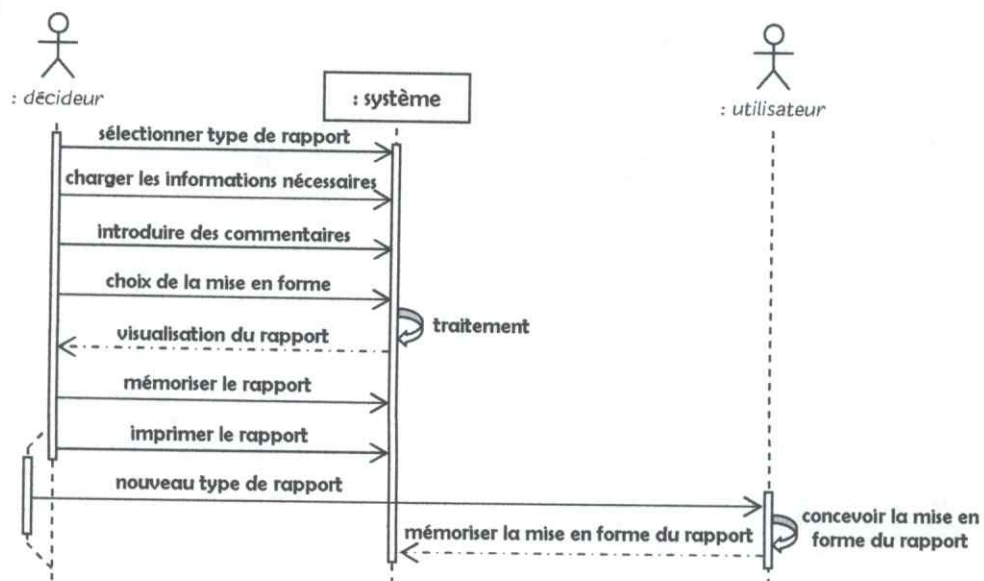 : décideur
: système
: utilisateur
sélectionner type de rapport
charger les informations nécessaires
introduire des commentaires
choix de la mise en forme
traitement
visualisation du rapport
mémoriser le rapport
imprimer le rapport
nouveau type de rapport
concevoir la mise en
forme du rapport
mémoriser la mise en forme du rapport